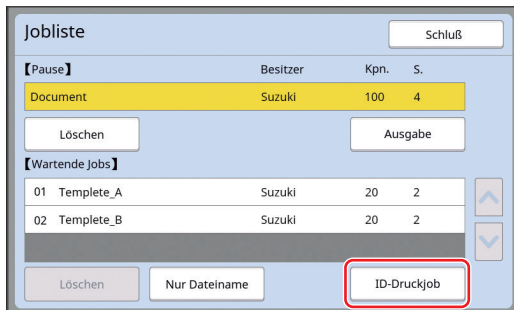 Jobliste Schluß
【Pause】 Besitzer Kpn. S.
Document Suzuki 100 4
Löschen Ausgabe
【Wartende Jobs】
01 Templete_A Suzuki 20 2
02 Templete_B Suzuki 20 2
Löschen Nur Dateiname ID-Druckjob